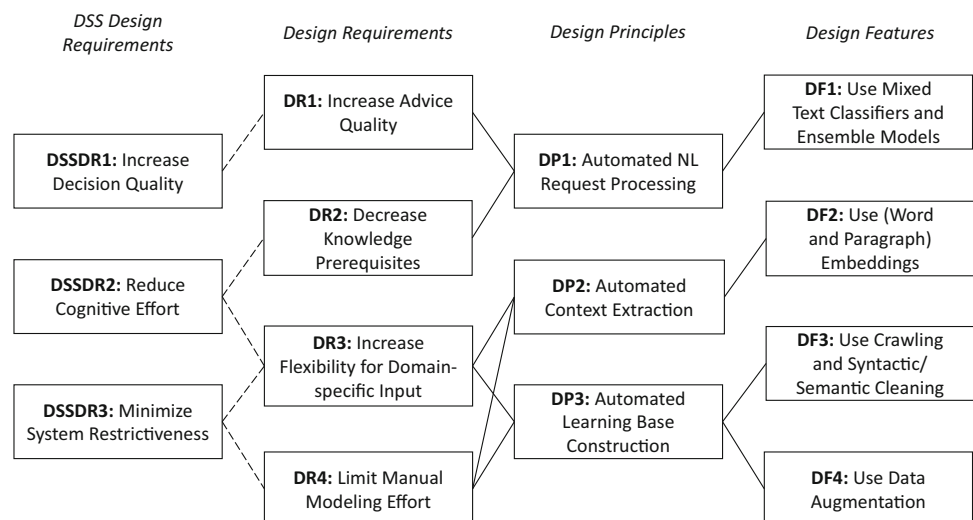 DSS Design
Requirements
Design Requirements
Design Principles
Design Features
DSSDR1: Increase
Decision Quality
DSSDR2: Reduce
Cognitive Effort
DSSDR3: Minimize
System Restrictiveness
DR1: Increase Advice
Quality
DR2: Decrease
Knowledge
Prerequisites
DR3: Increase
Flexibility for Domain-
specific Input
DR4: Limit Manual
Modeling Effort
DP1: Automated NL
Request Processing
DP2: Automated
Context Extraction
DP3: Automated
Learning Base
Construction
DF1: Use Mixed
Text Classifiers and
Ensemble Models
DF2: Use (Word
and Paragraph)
Embeddings
DF3: Use Crawling
and Syntactic/
Semantic Cleaning
DF4: Use Data
Augmentation